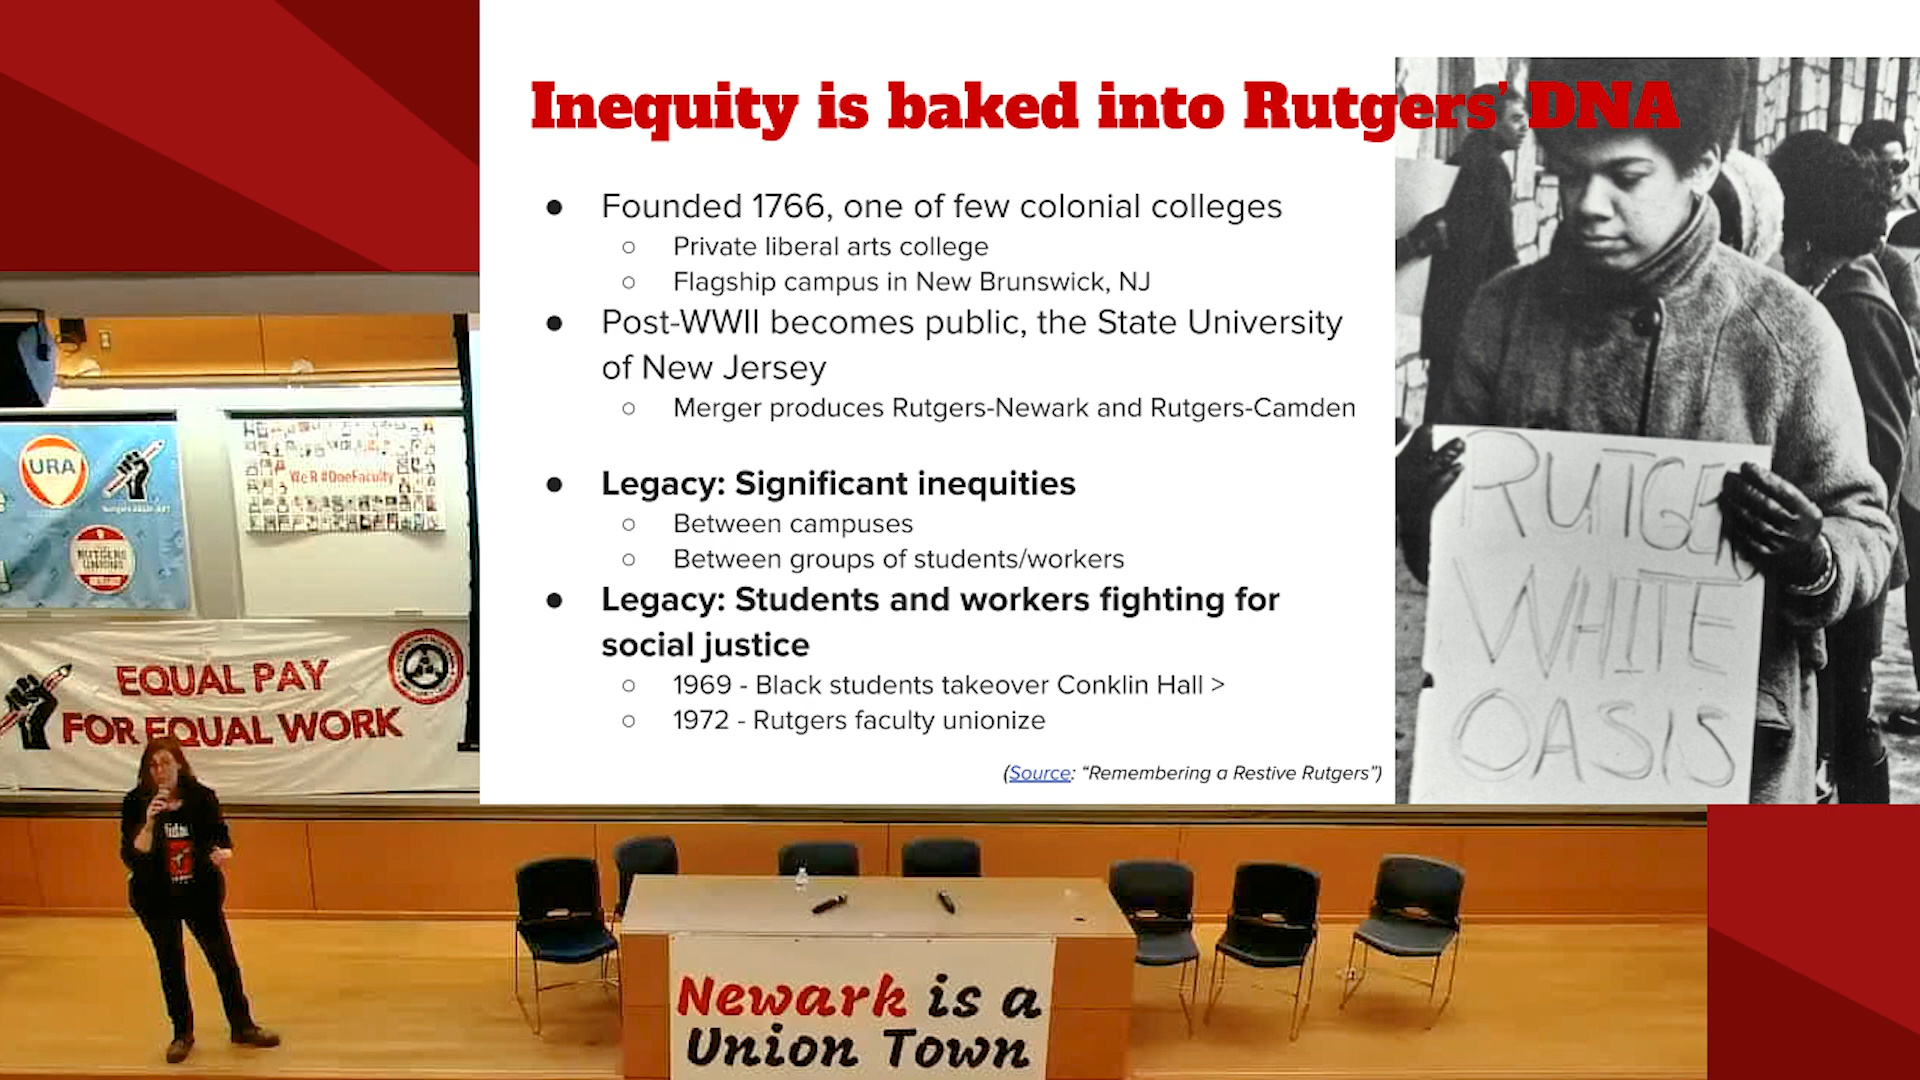 Inequity is baked into Rutgers' DNA
● Founded 1766, one of few colonial colleges
○ Private liberal arts college
○ Flagship campus in New Brunswick, NJ
● Post-WWII becomes public, the State University
of New Jersey
○ Merger produces Rutgers-Newark and Rutgers-Camden
● Legacy: Significant inequities
○ Between campuses
○ Between groups of students/workers
● Legacy: Students and workers fighting for
social justice
○ 1969 - Black students takeover Conklin Hall >
○ 1972 - Rutgers faculty unionize
(Source: “Remembering a Restive Rutgers”)
RUTGE
WHITE
OASIS
URA
We R #OneFaculty
RUTGERS
UNIONS
EQUAL PAY
FOR EQUAL WORK
Newark is a
Union Town